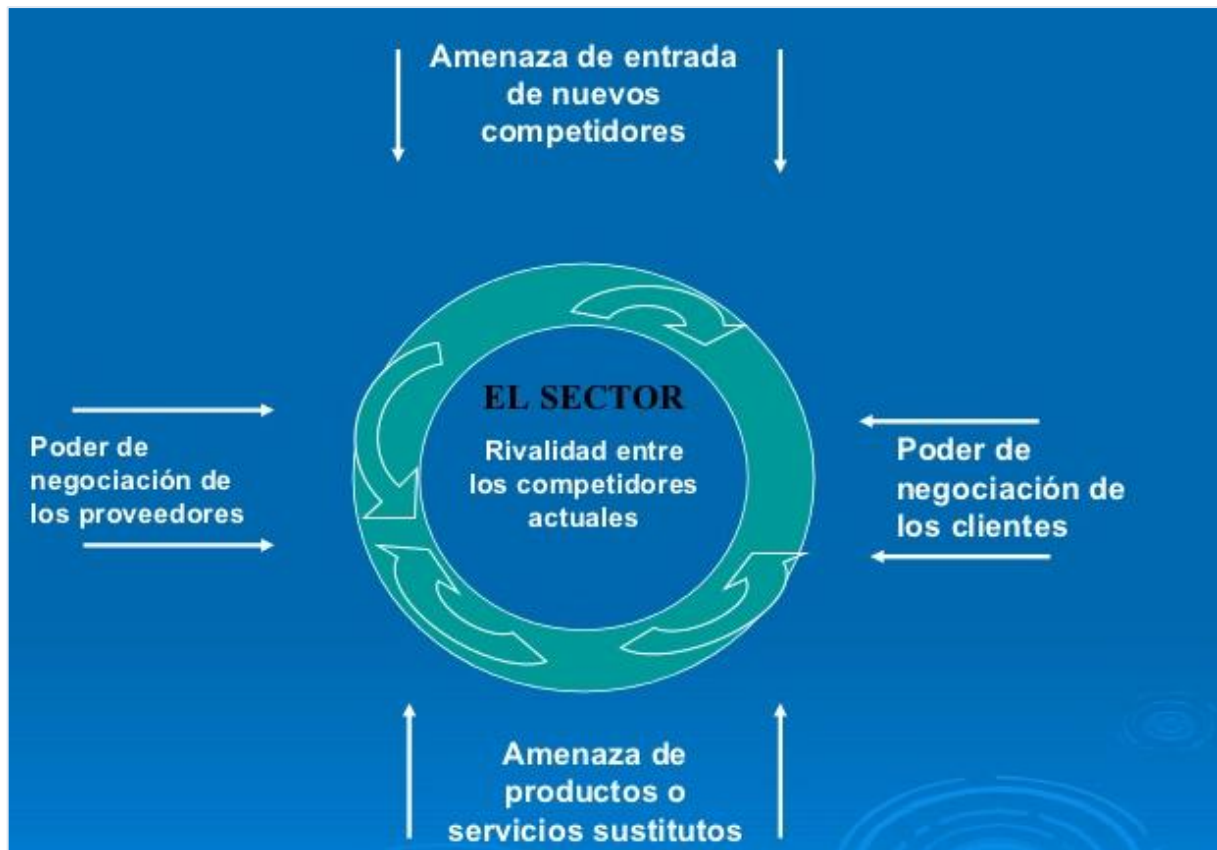 Amenaza de entrada
de nuevos
competidores
EL SECTOR
Rivalidad entre
los competidores
actuales
Poder de
negociación de
los proveedores
Poder de
negociación de
los clientes
Amenaza de
productos o
servicios sustitutos